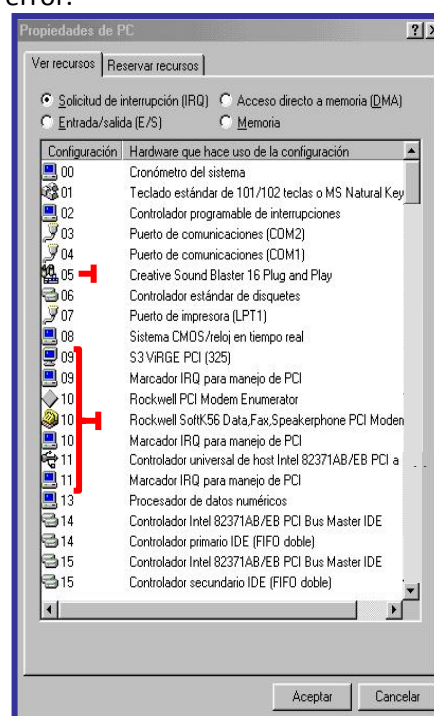 error.
Propiedades de PC
Ver recursos Reservar recursos
Solicitud de interrupción (IRQ) Acceso directo a memoria (DMA)
Entrada/salida (E/S) Memoria
Configuración Hardware que hace uso de la configuración
00 Cronómetro del sistema
01 Teclado estándar de 101/102 teclas o MS Natural Key
02 Controlador programable de interrupciones
03 Puerto de comunicaciones (COM2)
04 Puerto de comunicaciones (COM1)
05 Creative Sound Blaster 16 Plug and Play
06 Controlador estándar de disquetes
07 Puerto de impresora (LPT1)
08 Sistema CMOS/reloj en tiempo real
09 S3 ViRGE PCI (325)
09 Marcador IRQ para manejo de PCI
10 Rockwell PCI Modem Enumerator
10 Rockwell SoftK56 Data,Fax,Speakerphone PCI Moden
10 Marcador IRQ para manejo de PCI
11 Controlador universal de host Intel 82371AB/EB PCI a
11 Marcador IRQ para manejo de PCI
13 Procesador de datos numéricos
14 Controlador Intel 82371AB/EB PCI Bus Master IDE
14 Controlador primario IDE (FIFO doble)
15 Controlador Intel 82371AB/EB PCI Bus Master IDE
15 Controlador secundario IDE (FIFO doble)
Aceptar Cancelar